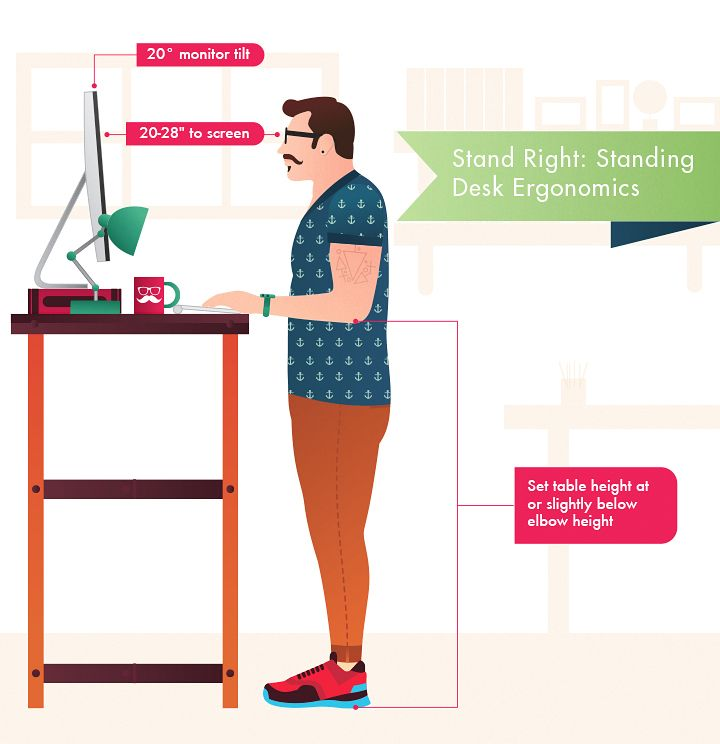 20° monitor tilt
20-28" to screen
Stand Right: Standing
Desk Ergonomics
Set table height at
or slightly below
elbow height